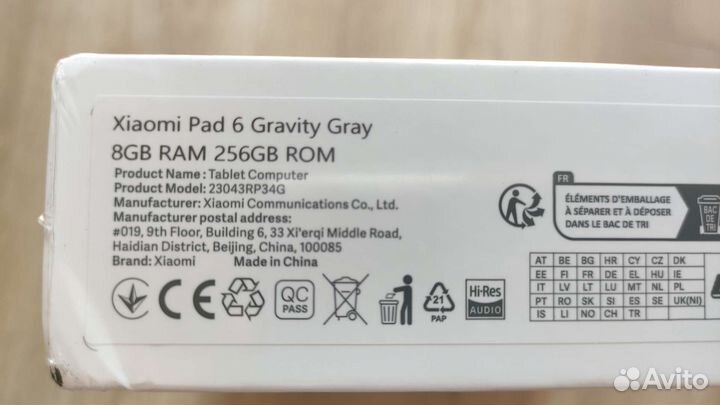 Xiaomi Pad 6 Gravity Gray
8GB RAM 256GB ROM
Product Name: Tablet Computer
Product Model: 23043RP34G
Manufacturer: Xiaomi Communications Co., Ltd.
Manufacturer postal address:
#019, 9th Floor, Building 6, 33 Xi'erqi Middle Road,
Haidian District, Beijing, China, 100085
Brand: Xiaomi Made in China
CE
QC
PASS
21
PAP
Hi-Res
AUDIO
FR
ÉLÉMENTS D'EMBALLAGE
À SÉPARER ET À DÉPOSER
DANS LE BAC DE TRI
BAC
DE
TRI
AT BE BG HR CY CZ DK
EE FI FR DE EL HU IE
IT LV LT LU MT NL PL
PT RO SK SI ES SE UK(NI)
IS LI NO CH TR
Avito